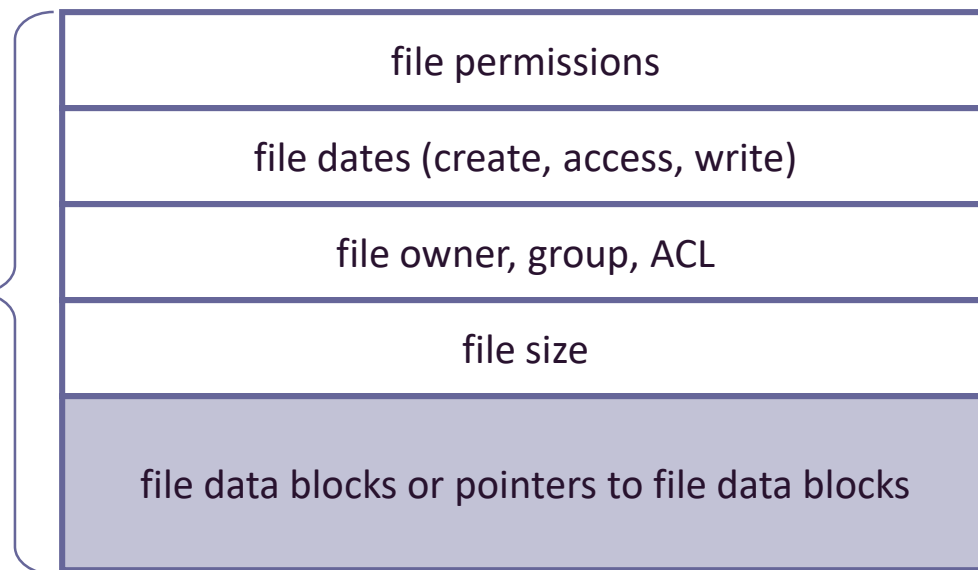 file permissions
file dates (create, access, write)
file owner, group, ACL
file size
file data blocks or pointers to file data blocks